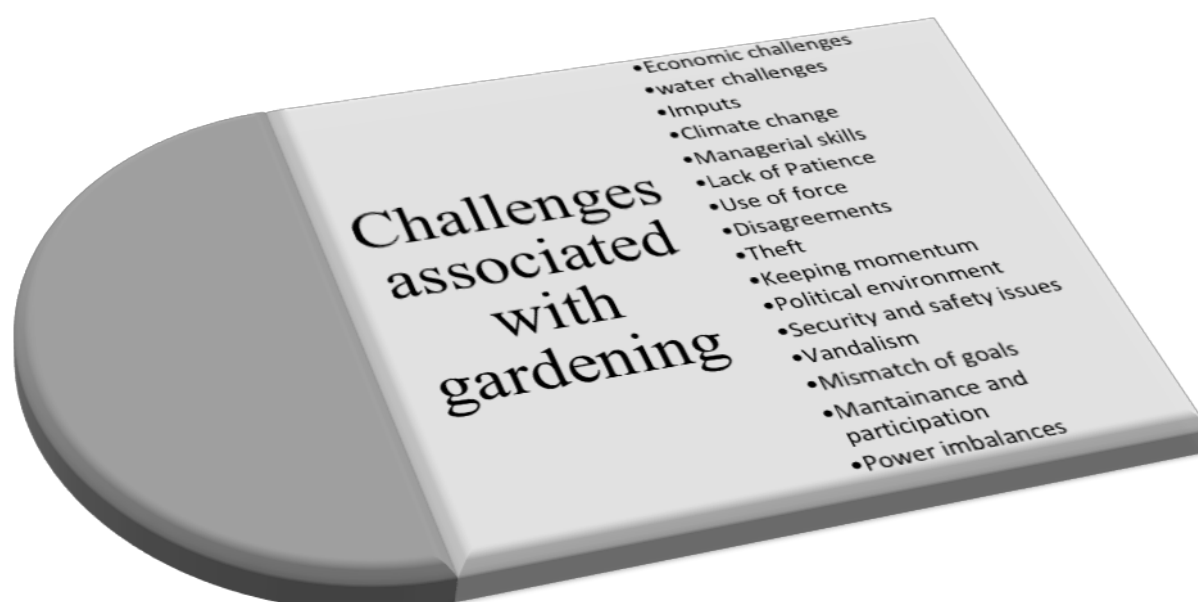 Challenges
associated
with
gardening
•Economic challenges
•water challenges
•Imputs
•Climate change
•Managerial skills
•Lack of Patience
•Use of force
•Disagreements
•Theft
•Keeping momentum
•Political environment
•Security and safety issues
•Vandalism
•Mismatch of goals
•Mantainance and
participation
•Power imbalances